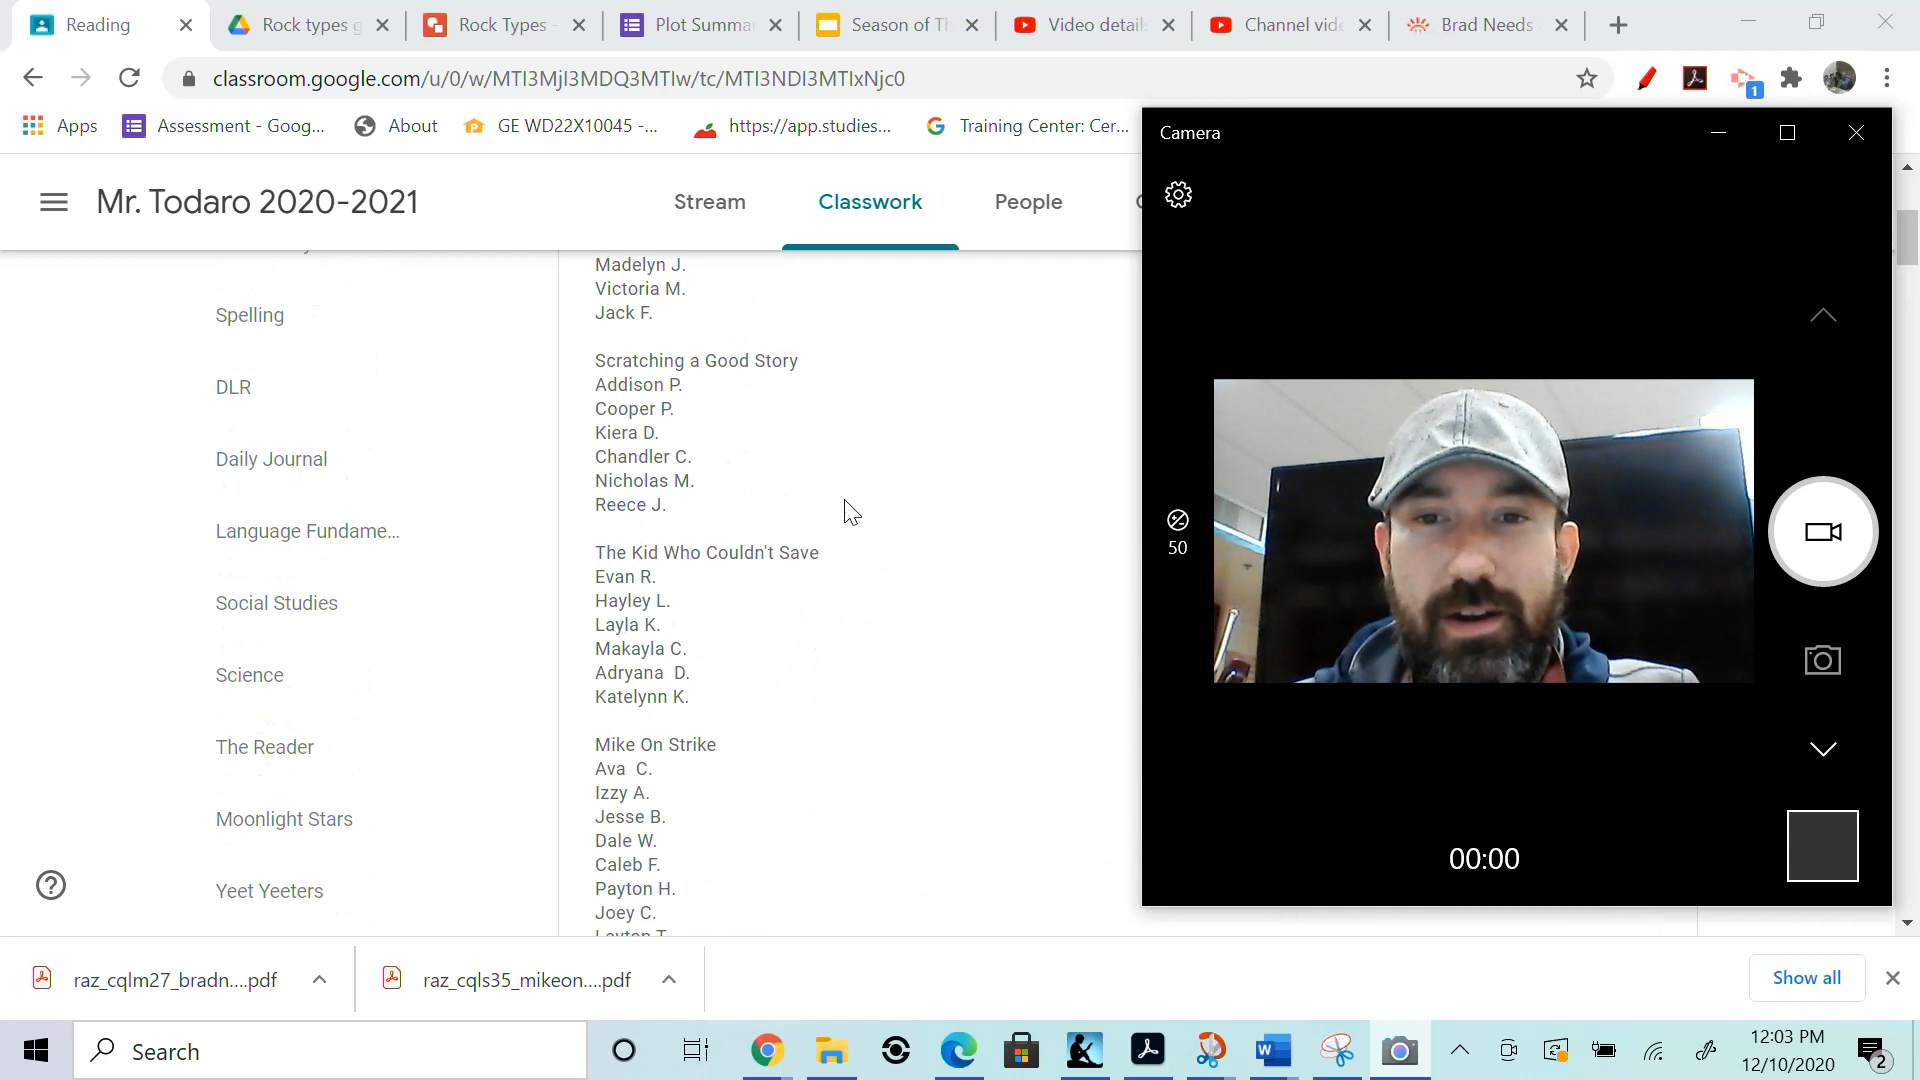 Reading
Rock types g
Rock Types -
Plot Summa
Season of Th
Video details
Channel vide
Brad Needs
classroom.google.com/u/0/w/MTI3MjI3MDQ3MTIw/tc/MTI3NDI3MTIxNjc0
1
Apps
Assessment - Goog...
About
GE WD22X10045 -...
https://app.studies...
Training Center: Cer...
Camera
Mr. Todaro 2020-2021
Stream
Classwork
People
Spelling
DLR
Daily Journal
Language Fundame...
Social Studies
Science
The Reader
Moonlight Stars
Yeet Yeeters
Madelyn J.
Victoria M.
Jack F.
Scratching a Good Story
Addison P.
Cooper P.
Kiera D.
Chandler C.
Nicholas M.
Reece J.
The Kid Who Couldn't Save
Evan R.
Hayley L.
Layla K.
Makayla C.
Adryana D.
Katelynn K.
Mike On Strike
Ava C.
Izzy A.
Jesse B.
Dale W.
Caleb F.
Payton H.
Joey C.
50
00:00
raz_cqlm27_bradn....pdf
raz_cqls35_mikeon....pdf
Show all
Search
12:03 PM
12/10/2020
2